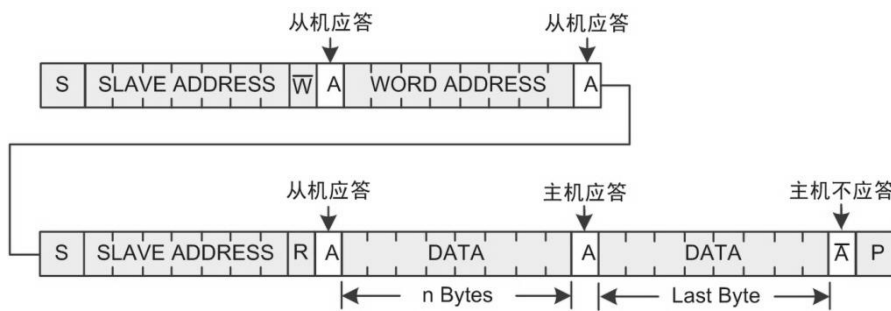 从机应答 从机应答
S SLAVE ADDRESS W̅ A WORD ADDRESS A
从机应答 主机应答 主机不应答
S SLAVE ADDRESS R A DATA A DATA A̅ P
n Bytes Last Byte